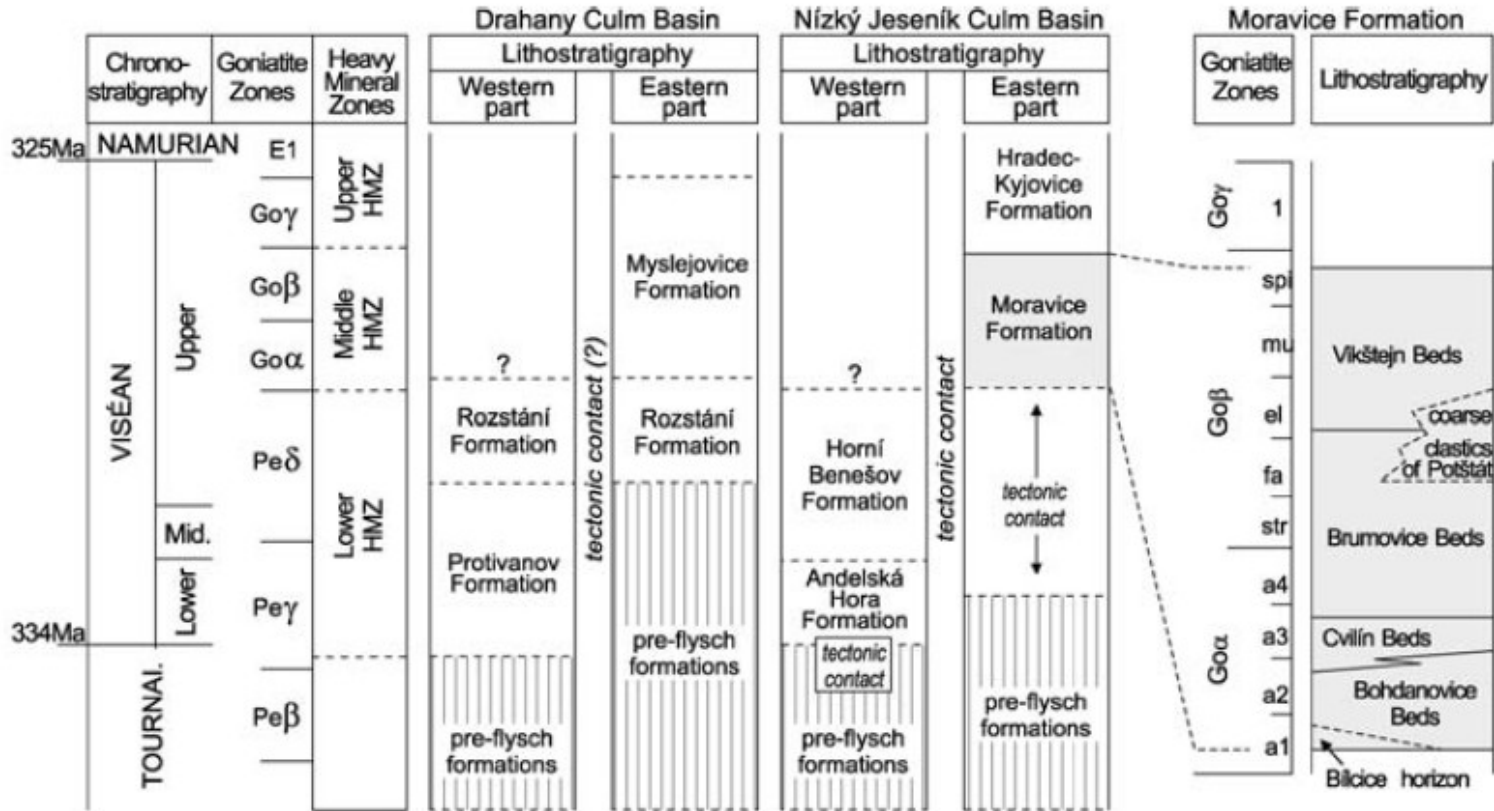 Drahany Culm Basin
Nízký Jeseník Culm Basin
Moravice Formation
Chrono-
stratigraphy
Goniatite
Zones
Heavy
Mineral
Zones
Lithostratigraphy
Western
part
Eastern
part
Lithostratigraphy
Western
part
Eastern
part
Goniatite
Zones
Lithostratigraphy
325Ma
334Ma
NAMURIAN
VISÉAN
TOURNAI.
Upper
Mid.
Lower
E1
Goγ
Goβ
Goα
Peδ
Peγ
Peβ
Upper
HMZ
Middle
HMZ
Lower
HMZ
?
Rozstání
Formation
Protivanov
Formation
pre-flysch
formations
tectonic contact (?)
Myslejovice
Formation
Rozstání
Formation
pre-flysch
formations
?
Horní
Benešov
Formation
Andelská
Hora
Formation
tectonic
contact
pre-flysch
formations
tectonic contact
Hradec-
Kyjovice
Formation
Moravice
Formation
tectonic
contact
pre-flysch
formations
Goγ
Goβ
Goα
1
spi
mu
el
fa
str
a4
a3
a2
a1
Vikštejn Beds
coarse
clastics
of Potštát
Brumovice Beds
Cvilín Beds
Bohdanovice
Beds
Bílcice horizon